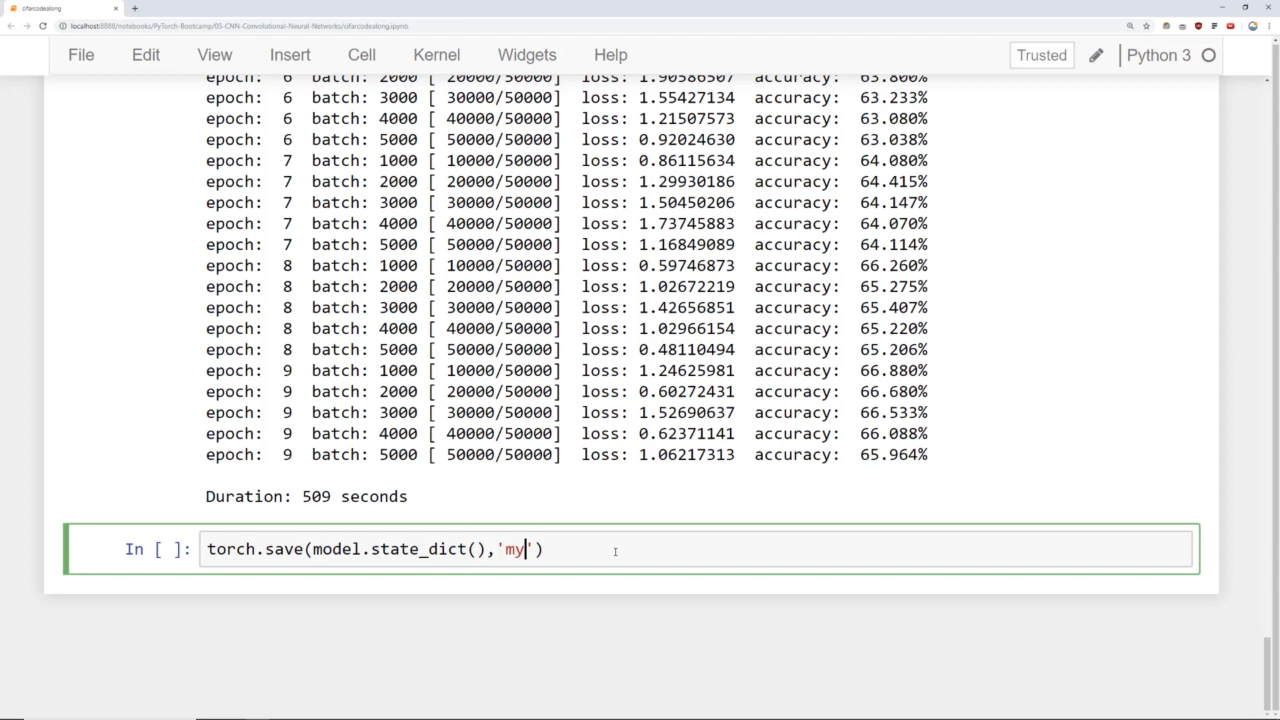 cifarcodealong
localhost:8888/notebooks/PyTorch-Bootcamp/03-CNN-Convolutional-Neural-Networks/cifarcodealong.ipynb
File Edit View Insert Cell Kernel Widgets Help Trusted Python 3
epoch: 6 batch: 2000 [ 20000/50000] loss: 1.90586507 accuracy: 63.800%
epoch: 6 batch: 3000 [ 30000/50000] loss: 1.55427134 accuracy: 63.233%
epoch: 6 batch: 4000 [ 40000/50000] loss: 1.21507573 accuracy: 63.080%
epoch: 6 batch: 5000 [ 50000/50000] loss: 0.92024630 accuracy: 63.038%
epoch: 7 batch: 1000 [ 10000/50000] loss: 0.86115634 accuracy: 64.080%
epoch: 7 batch: 2000 [ 20000/50000] loss: 1.29930186 accuracy: 64.415%
epoch: 7 batch: 3000 [ 30000/50000] loss: 1.50450206 accuracy: 64.147%
epoch: 7 batch: 4000 [ 40000/50000] loss: 1.73745883 accuracy: 64.070%
epoch: 7 batch: 5000 [ 50000/50000] loss: 1.16849089 accuracy: 64.114%
epoch: 8 batch: 1000 [ 10000/50000] loss: 0.59746873 accuracy: 66.260%
epoch: 8 batch: 2000 [ 20000/50000] loss: 1.02672219 accuracy: 65.275%
epoch: 8 batch: 3000 [ 30000/50000] loss: 1.42656851 accuracy: 65.407%
epoch: 8 batch: 4000 [ 40000/50000] loss: 1.02966154 accuracy: 65.220%
epoch: 8 batch: 5000 [ 50000/50000] loss: 0.48110494 accuracy: 65.206%
epoch: 9 batch: 1000 [ 10000/50000] loss: 1.24625981 accuracy: 66.880%
epoch: 9 batch: 2000 [ 20000/50000] loss: 0.60272431 accuracy: 66.680%
epoch: 9 batch: 3000 [ 30000/50000] loss: 1.52690637 accuracy: 66.533%
epoch: 9 batch: 4000 [ 40000/50000] loss: 0.62371141 accuracy: 66.088%
epoch: 9 batch: 5000 [ 50000/50000] loss: 1.06217313 accuracy: 65.964%
Duration: 509 seconds
In [ ]: torch.save(model.state_dict(),'my')